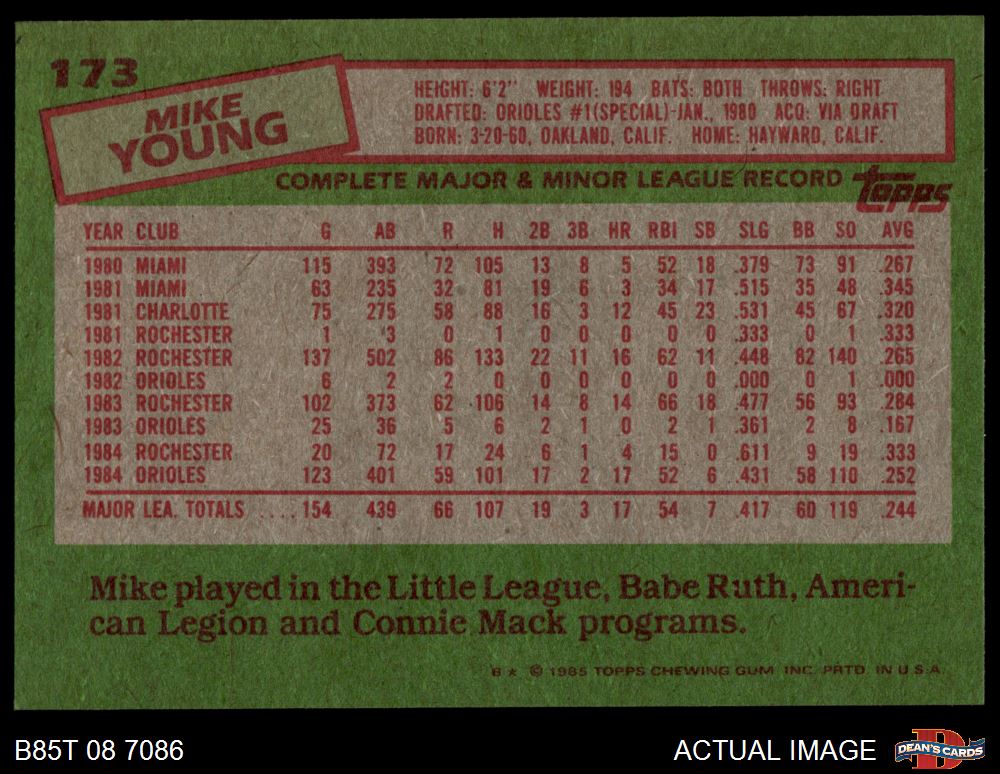 173
MIKE
YOUNG
HEIGHT: 6'2" WEIGHT: 194 BATS: BOTH THROWS: RIGHT
DRAFTED: ORIOLES #1(SPECIAL)-JAN., 1980 ACQ: VIA DRAFT
BORN: 3-20-60, OAKLAND, CALIF. HOME: HAYWARD, CALIF.
COMPLETE MAJOR & MINOR LEAGUE RECORD topps
YEAR CLUB G AB R H 2B 3B HR RBI SB SLG BB SO AVG
1980 MIAMI 115 393 72 105 13 8 5 52 18 .379 73 91 .267
1981 MIAMI 63 235 32 81 19 6 3 34 17 .515 35 48 .345
1981 CHARLOTTE 75 275 58 88 16 3 12 45 23 .531 45 67 .320
1981 ROCHESTER 1 3 0 1 0 0 0 0 0 .333 0 1 .333
1982 ROCHESTER 137 502 86 133 22 11 16 62 11 .448 82 140 .265
1982 ORIOLES 6 2 2 0 0 0 0 0 0 .000 0 1 .000
1983 ROCHESTER 102 373 62 106 14 8 14 66 18 .477 56 93 .284
1983 ORIOLES 25 36 5 6 2 1 0 2 1 .361 2 8 .167
1984 ROCHESTER 20 72 17 24 6 1 4 15 0 .611 9 19 .333
1984 ORIOLES 123 401 59 101 17 2 17 52 6 .431 58 110 .252
MAJOR LEA. TOTALS .... 154 439 66 107 19 3 17 54 7 .417 60 119 .244
Mike played in the Little League, Babe Ruth, Ameri-
can Legion and Connie Mack programs.
B * © 1985 TOPPS CHEWING GUM INC. PRTD. IN U.S.A.
B85T 08 7086 ACTUAL IMAGE D DEAN'S CARDS